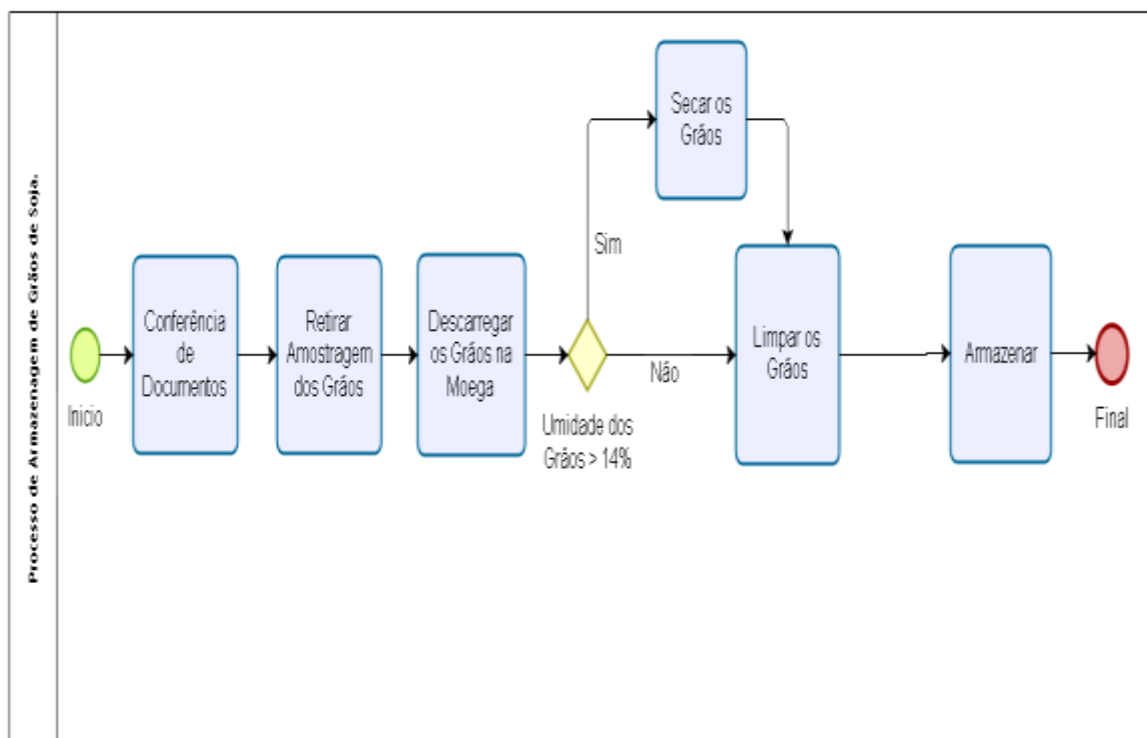 Processo de Armazenagem de Grãos de Soja.
Inicio
Conferência
de
Documentos
Retirar
Amostragem
dos Grãos
Descarregar
os Grãos na
Moega
Umidade dos
Grãos > 14%
Sim
Não
Secar os
Grãos
Limpar os
Grãos
Armazenar
Final